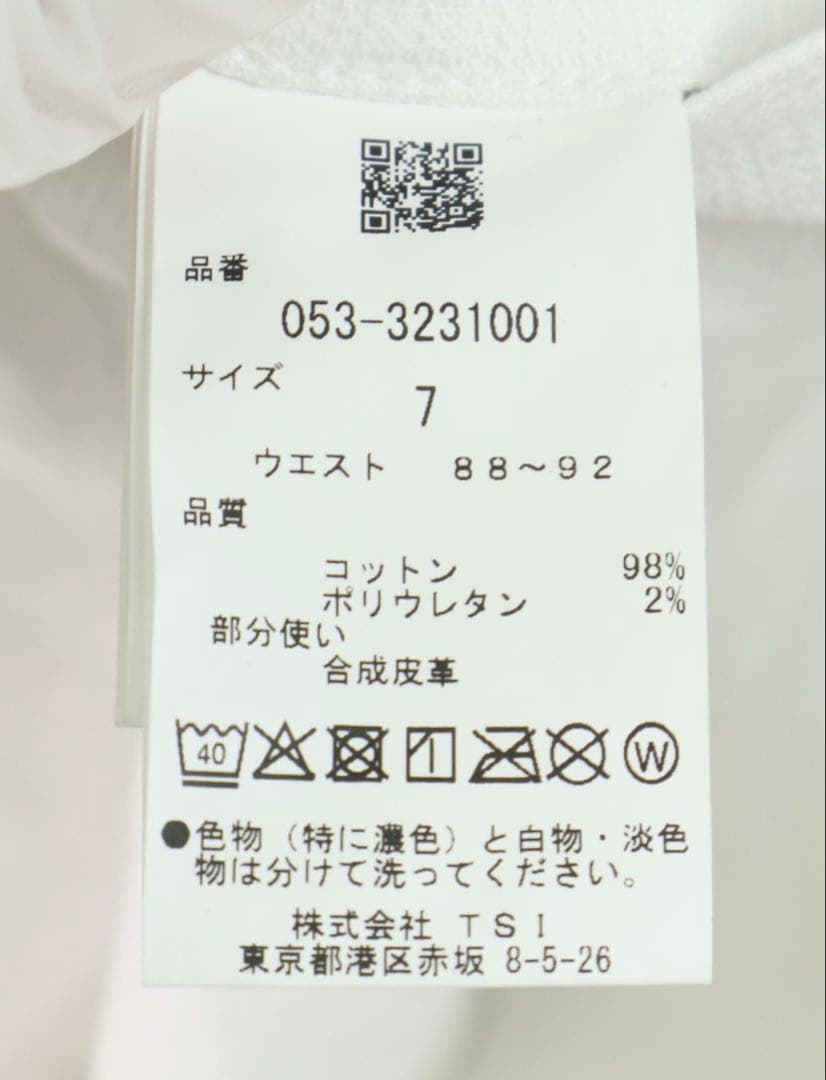 品番
053-3231001
サイズ
7
ウエスト 88～92
品質
コットン 98%
ポリウレタン 2%
部分使い
合成皮革
40 W
●色物（特に濃色）と白物・淡色
物は分けて洗ってください。
株式会社 TSI
東京都港区赤坂 8-5-26